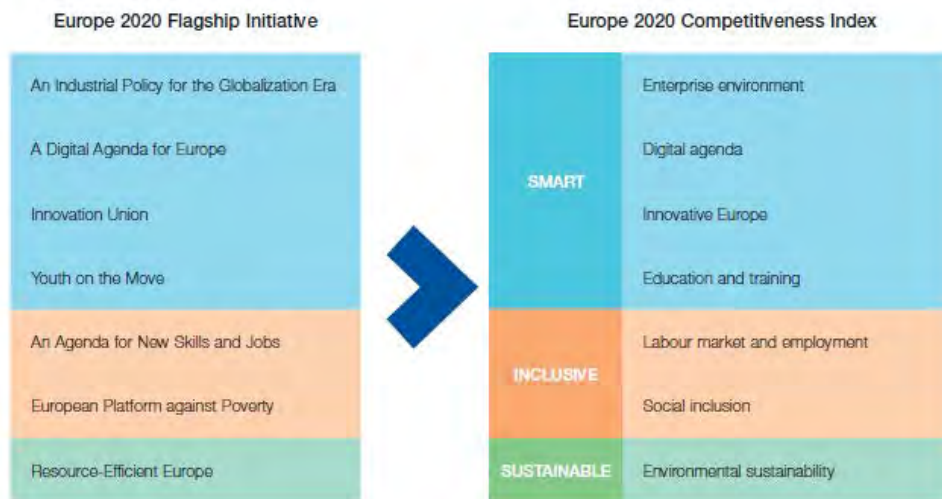 Europe 2020 Flagship Initiative
An Industrial Policy for the Globalization Era
A Digital Agenda for Europe
Innovation Union
Youth on the Move
An Agenda for New Skills and Jobs
European Platform against Poverty
Resource-Efficient Europe
Europe 2020 Competitiveness Index
SMART
Enterprise environment
Digital agenda
Innovative Europe
Education and training
INCLUSIVE
Labour market and employment
Social inclusion
SUSTAINABLE
Environmental sustainability